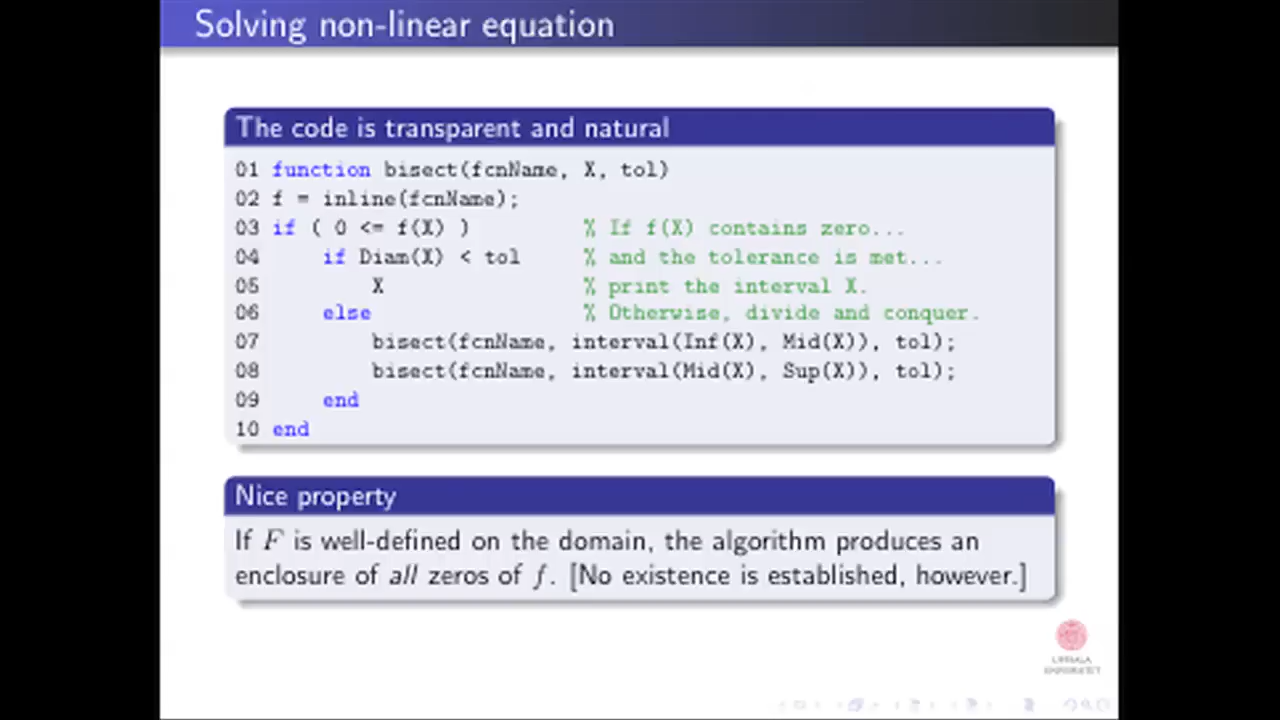 Solving non-linear equation
The code is transparent and natural
01 function bisect(fcnName, X, tol)
02 f = inline(fcnName);
03 if ( 0 <= f(X) ) % If f(X) contains zero...
04 if Diam(X) < tol % and the tolerance is met...
05 X % print the interval X.
06 else % Otherwise, divide and conquer.
07 bisect(fcnName, interval(Inf(X), Mid(X)), tol);
08 bisect(fcnName, interval(Mid(X), Sup(X)), tol);
09 end
10 end
Nice property
If F is well-defined on the domain, the algorithm produces an
enclosure of all zeros of f. [No existence is established, however.]
UPPSALA
UNIVERSITET